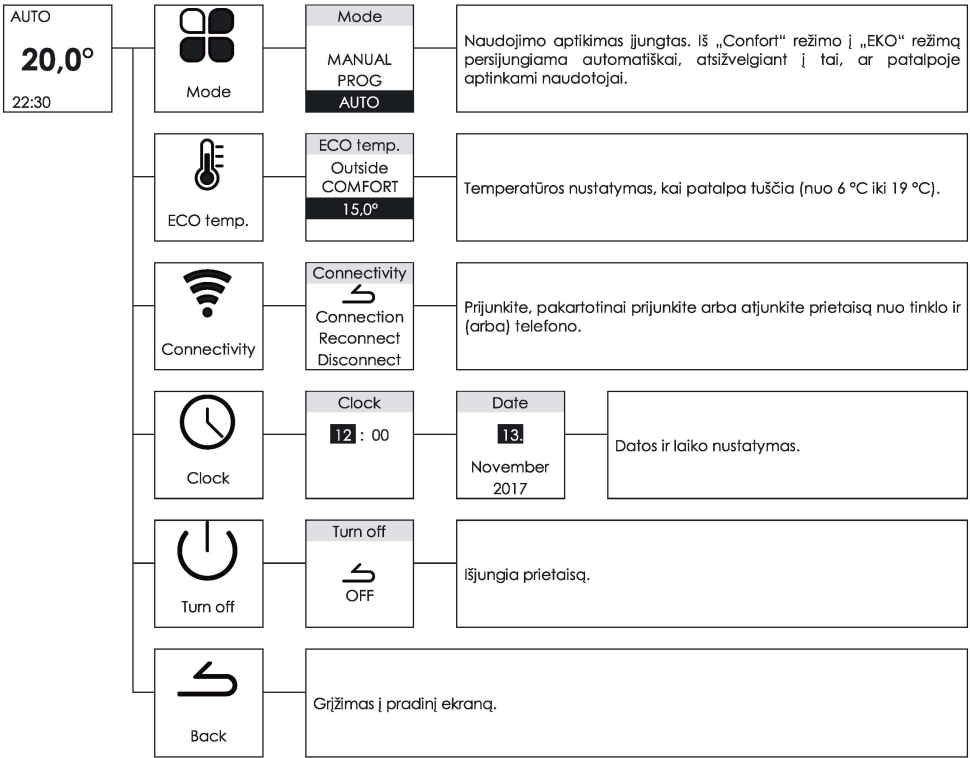 AUTO
20,0°
22:30
Mode
Mode
MANUAL
PROG
AUTO
Naudojimo aptikimas įjungtas. Iš „Confort“ režimo į „EKO“ režimą
persijungiama automatiškai, atsižvelgiant į tai, ar patalpoje
aptinkami naudotojai.
ECO temp.
ECO temp.
Outside
COMFORT
15,0°
Temperatūros nustatymas, kai patalpa tuščia (nuo 6 °C iki 19 °C).
Connectivity
Connectivity
Connection
Reconnect
Disconnect
Prijunkite, pakartotinai prijunkite arba atjunkite prietaisą nuo tinklo ir
(arba) telefono.
Clock
Clock
12 : 00
Date
13.
November
2017
Datos ir laiko nustatymas.
Turn off
Turn off
OFF
Išjungia prietaisą.
Back
Grįžimas į pradinį ekraną.